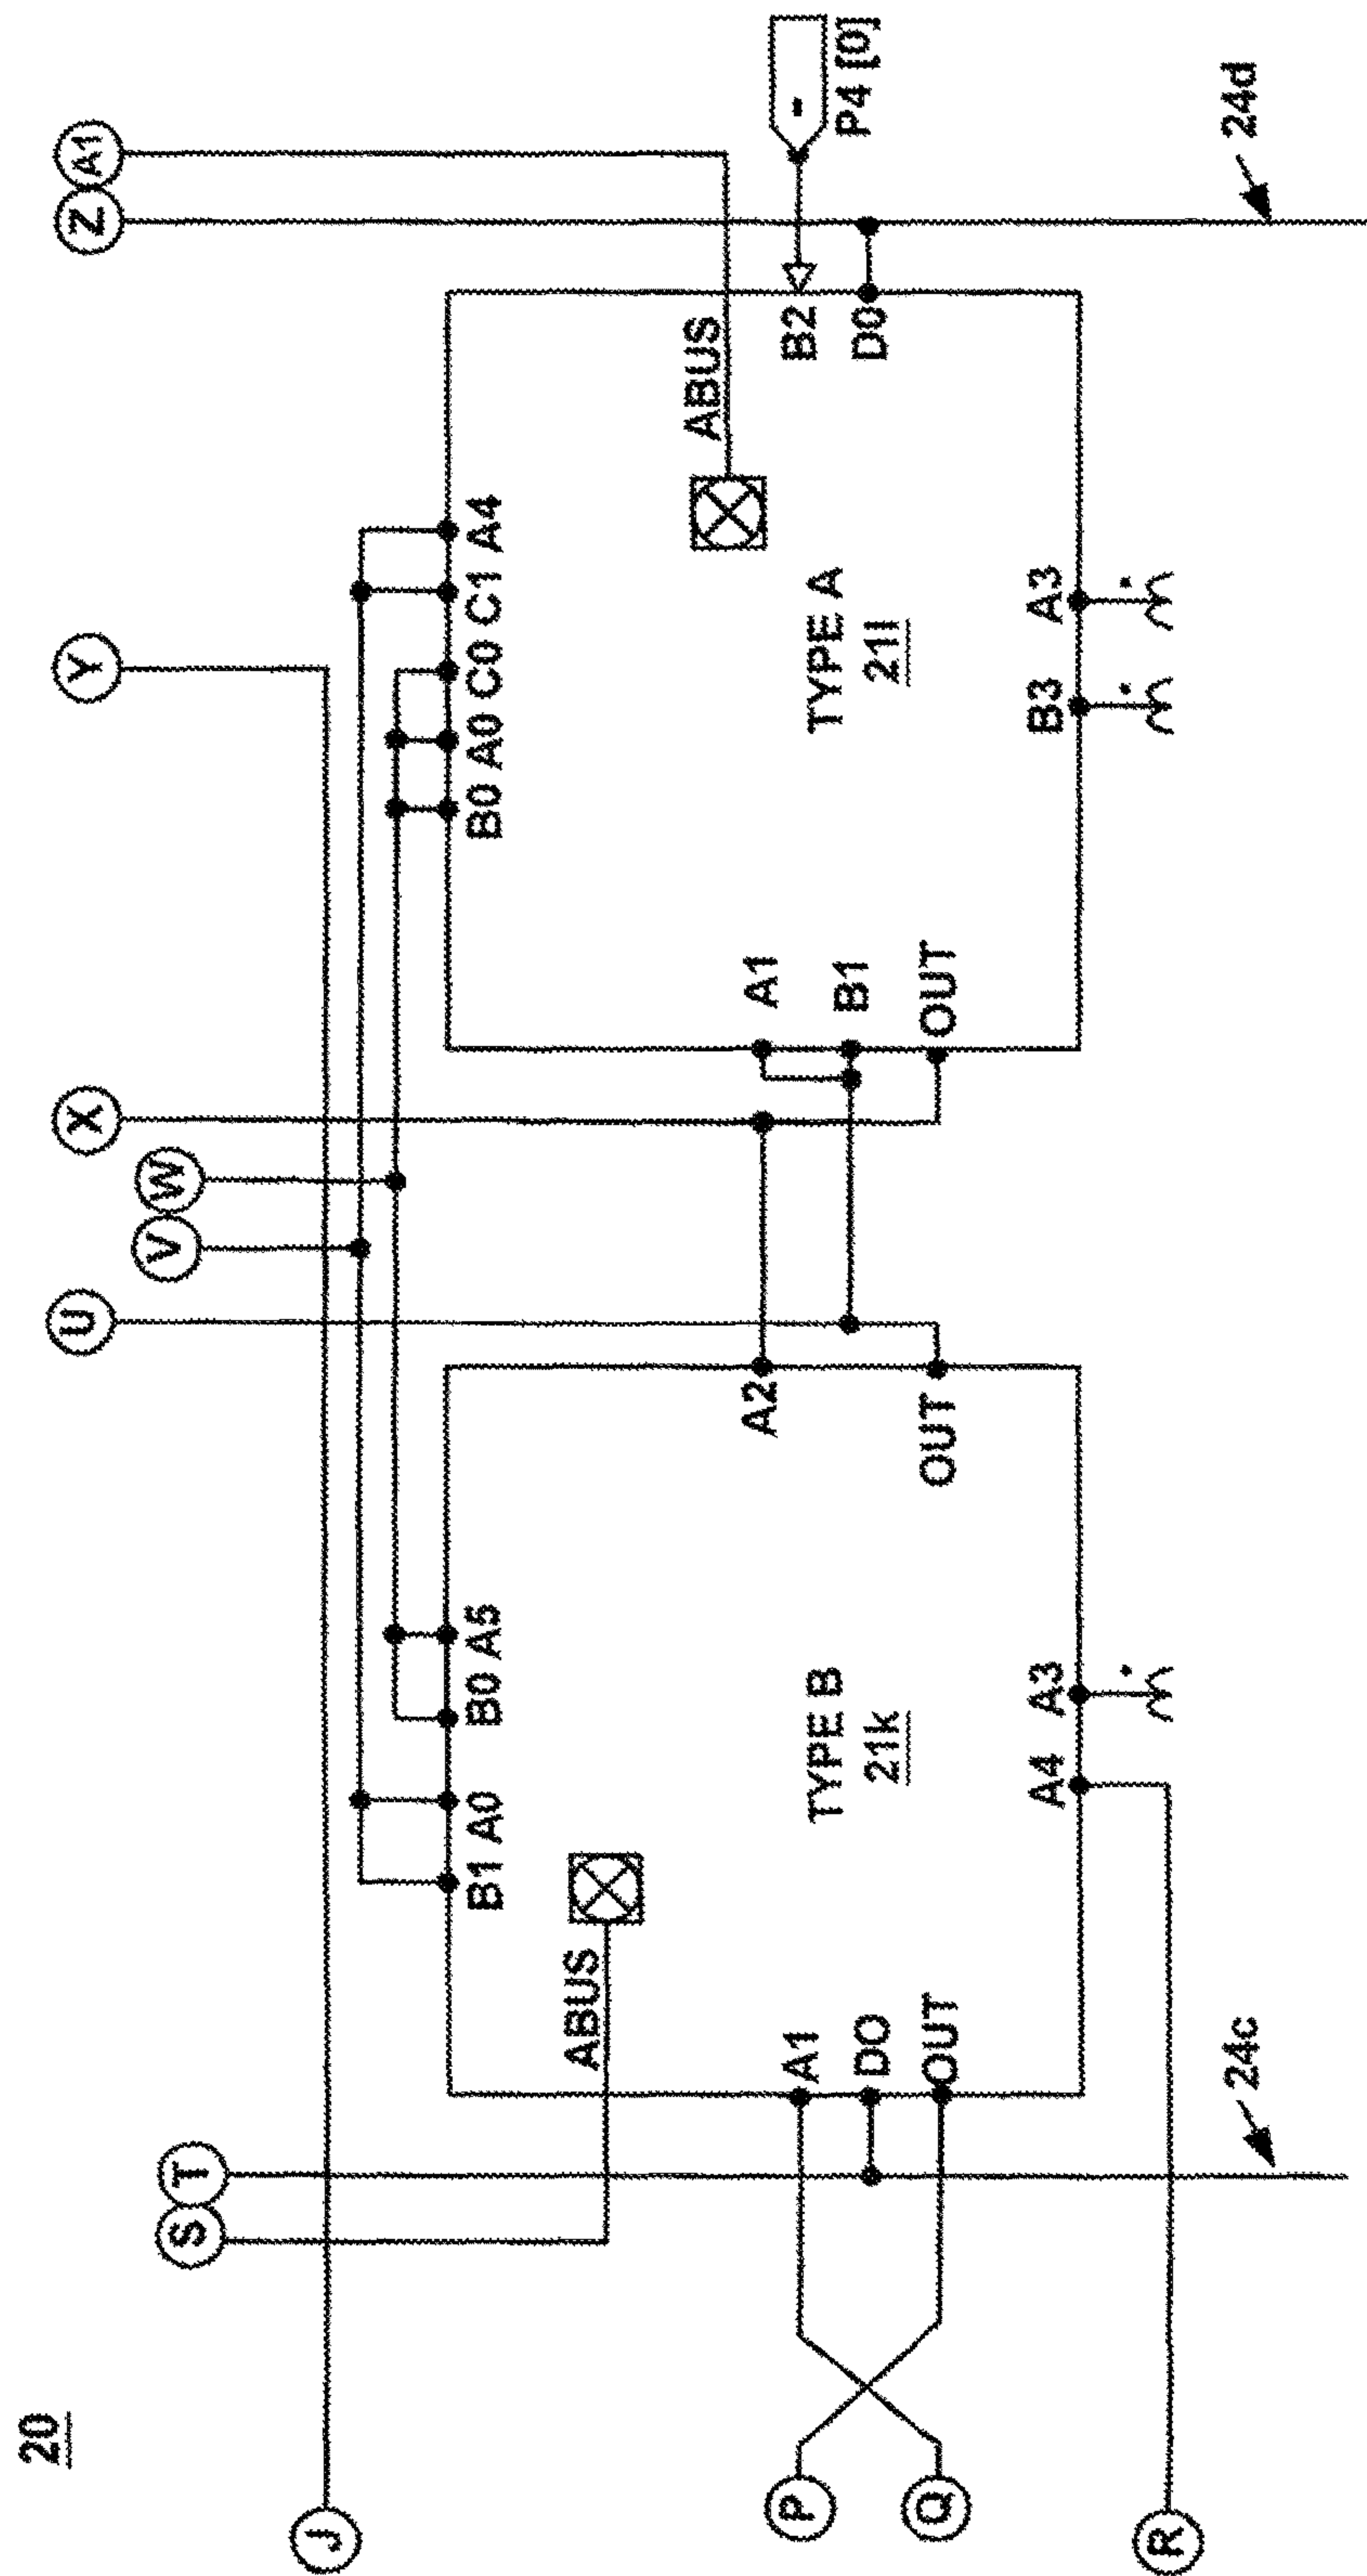 20
U X Y Z A1
S T V W
J
B1 A0 B0 A5 B0 A0 C0 C1 A4
ABUS
ABUS
A2 A1
P A1 TYPE B TYPE A B2 -
P4 [0]
DO 21k B1 21l D0
Q OUT OUT OUT
A4 A3 B3 A3
R
24c 24d